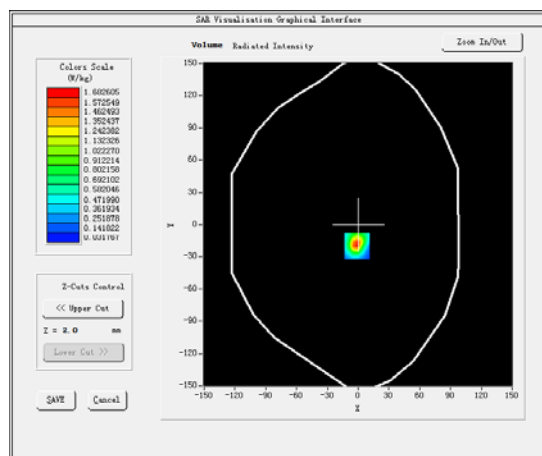 SAR Visualisation Graphical Interface
Volume Radiated Intensity
Zoom In/Out
Colors Scale
(W/kg)
1.682605
1.572549
1.462493
1.352437
1.242382
1.132326
1.022270
0.912214
0.802158
0.692102
0.582046
0.471990
0.361934
0.251878
0.141822
0.031767
Z-Cuts Control
<< Upper Cut
Z = 2.0 mm
Lower Cut >>
SAVE Cancel
150
120
90
60
30
0
-30
-60
-90
-120
-150
Y
-150 -120 -90 -60 -30 0 30 60 90 120 150
X